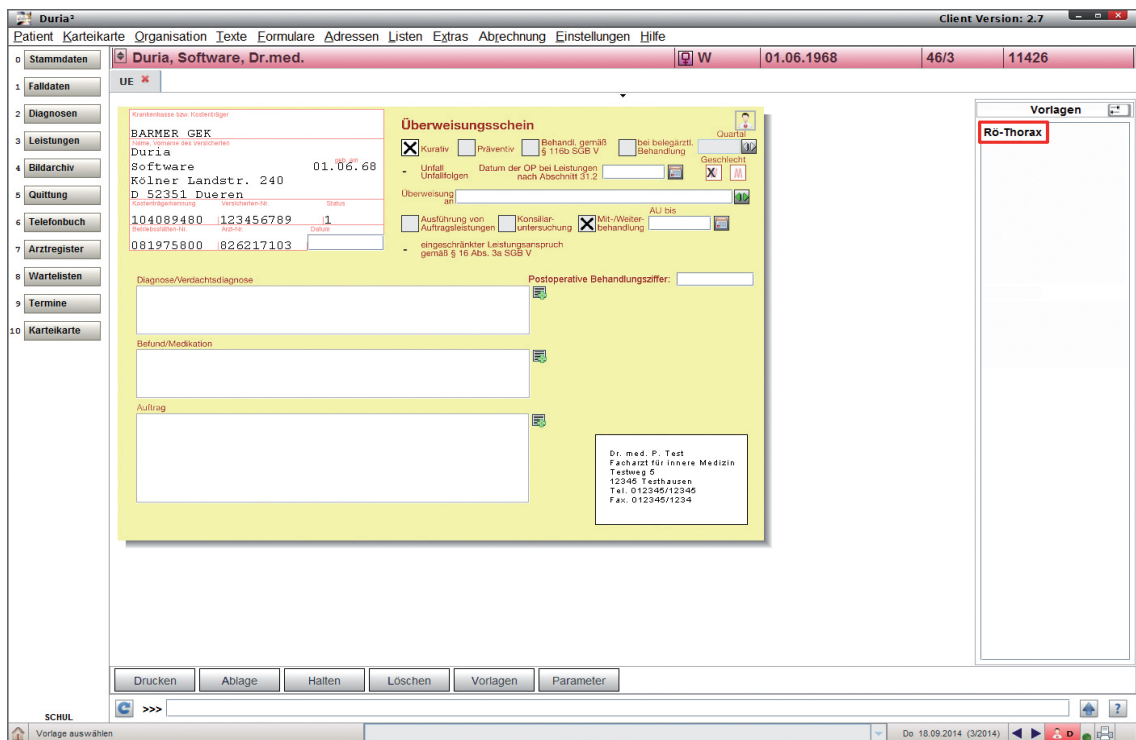 Duria² Client Version: 2.7
Patient Karteikarte Organisation Texte Formulare Adressen Listen Extras Abrechnung Einstellungen Hilfe
0 Stammdaten
1 Falldaten
2 Diagnosen
3 Leistungen
4 Bildarchiv
5 Quittung
6 Telefonbuch
7 Arztregister
8 Wartelisten
9 Termine
10 Karteikarte
SCHUL
Duria, Software, Dr.med. W 01.06.1968 46/3 11426
UE
Krankenkasse bzw. Kostenträger
BARMER GEK
Name, Vorname des Versicherten
Duria
geb. am
Software 01.06.68
Kölner Landstr. 240
D 52351 Dueren
Kostenträgerkennung Versicherten-Nr. Status
104089480 123456789 1
Betriebsstätten-Nr. Arzt-Nr. Datum
081975800 826217103
Überweisungsschein
Quartal
X Kurativ Präventiv Behandl. gemäß § 116b SGB V bei belegärztl. Behandlung
Geschlecht
- Unfall Unfallfolgen Datum der OP bei Leistungen nach Abschnitt 31.2 X M
Überweisung an
AU bis
Ausführung von Auftragsleistungen Konsiliar- untersuchung X Mit-/Weiter- behandlung
- eingeschränkter Leistungsanspruch
gemäß § 16 Abs. 3a SGB V
Diagnose/Verdachtsdiagnose Postoperative Behandlungsziffer:
Befund/Medikation
Auftrag
Dr. med. P. Test
Facharzt für innere Medizin
Testweg 5
12345 Testhausen
Tel. 012345/12345
Fax. 012345/1234
Vorlagen
Rö-Thorax
Drucken Ablage Halten Löschen Vorlagen Parameter
>>> ?
Vorlage auswählen Do 18.09.2014 (3/2014) D